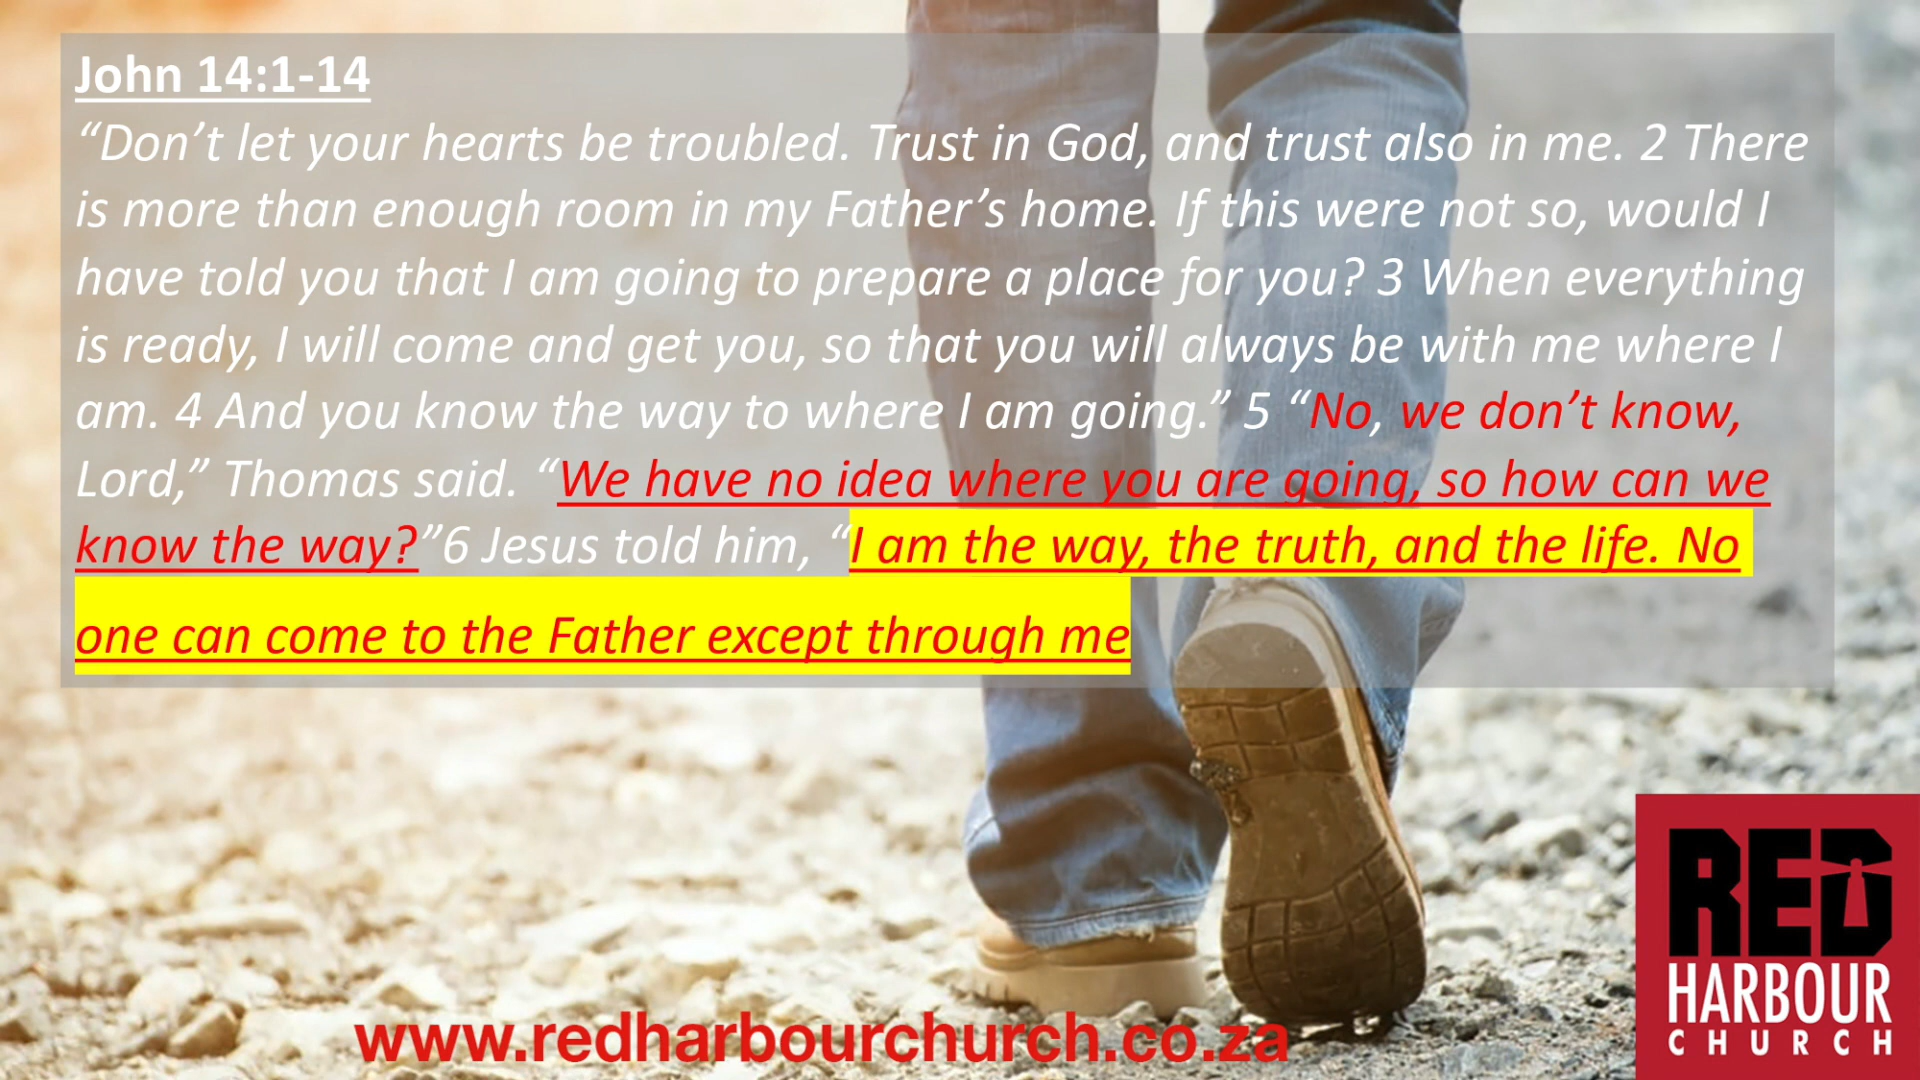 John 14:1-14
“Don’t let your hearts be troubled. Trust in God, and trust also in me. 2 There
is more than enough room in my Father’s home. If this were not so, would I
have told you that I am going to prepare a place for you? 3 When everything
is ready, I will come and get you, so that you will always be with me where I
am. 4 And you know the way to where I am going.” 5 “No, we don’t know,
Lord,” Thomas said. “We have no idea where you are going, so how can we
know the way?”6 Jesus told him, “I am the way, the truth, and the life. No
one can come to the Father except through me
RED
HARBOUR
CHURCH
www.redharbourchurch.co.za